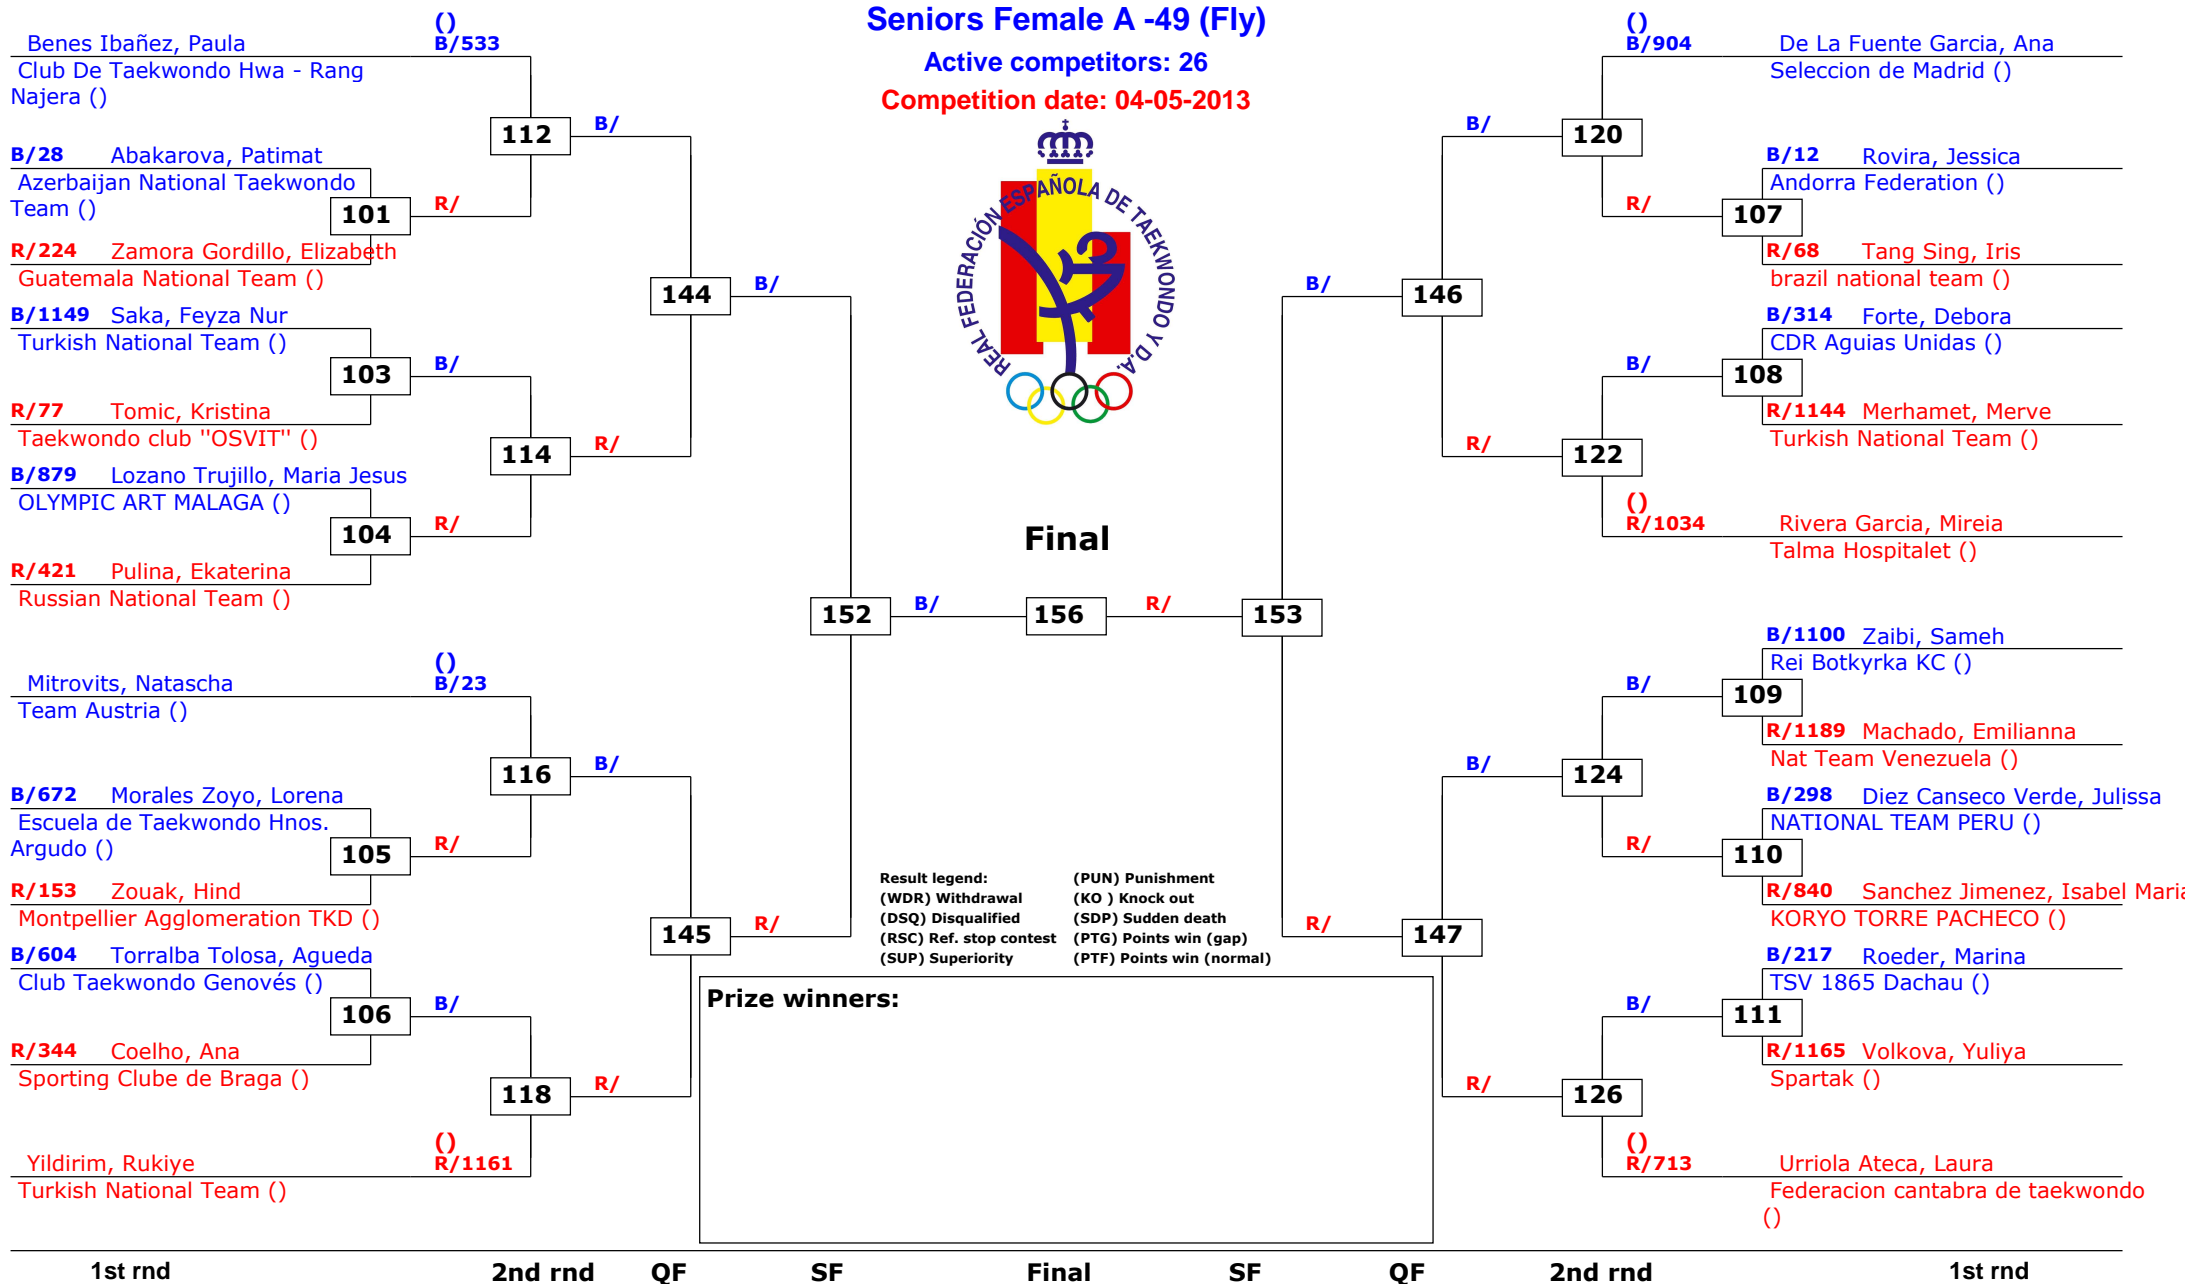 Seniors Female A -49 (Fly)
Active competitors: 26
Competition date: 04-05-2013
REAL FEDERACIÓN ESPAÑOLA DE TAEKWONDO Y D.A.
()
Benes Ibañez, Paula B/533
Club De Taekwondo Hwa - Rang
Najera ()
112 B/
B/28 Abakarova, Patimat
Azerbaijan National Taekwondo
Team ()
101 R/
R/224 Zamora Gordillo, Elizabeth
Guatemala National Team ()
144 B/
B/1149 Saka, Feyza Nur
Turkish National Team ()
103 B/
R/77 Tomic, Kristina
Taekwondo club "OSVIT" ()
114 R/
B/879 Lozano Trujillo, Maria Jesus
OLYMPIC ART MALAGA ()
104 R/
R/421 Pulina, Ekaterina
Russian National Team ()
152 B/
()
Mitrovits, Natascha B/23
Team Austria ()
116 B/
B/672 Morales Zoyo, Lorena
Escuela de Taekwondo Hnos.
Argudo ()
105 R/
R/153 Zouak, Hind
Montpellier Agglomeration TKD ()
145 R/
B/604 Torralba Tolosa, Agueda
Club Taekwondo Genovés ()
106 B/
R/344 Coelho, Ana
Sporting Clube de Braga ()
118 R/
()
Yildirim, Rukiye R/1161
Turkish National Team ()
Final
156
()
B/904 De La Fuente Garcia, Ana
Seleccion de Madrid ()
B/ 120
B/12 Rovira, Jessica
Andorra Federation ()
R/ 107
R/68 Tang Sing, Iris
brazil national team ()
B/ 146
B/314 Forte, Debora
CDR Aguias Unidas ()
B/ 108
R/1144 Merhamet, Merve
Turkish National Team ()
R/ 122
()
R/1034 Rivera Garcia, Mireia
Talma Hospitalet ()
R/ 153
B/1100 Zaibi, Sameh
Rei Botkyrka KC ()
B/ 109
R/1189 Machado, Emilianna
Nat Team Venezuela ()
B/ 124
B/298 Diez Canseco Verde, Julissa
NATIONAL TEAM PERU ()
R/ 110
R/840 Sanchez Jimenez, Isabel Maria
KORYO TORRE PACHECO ()
R/ 147
B/217 Roeder, Marina
TSV 1865 Dachau ()
B/ 111
R/1165 Volkova, Yuliya
Spartak ()
R/ 126
()
R/713 Urriola Ateca, Laura
Federacion cantabra de taekwondo
()
Result legend: (PUN) Punishment
(WDR) Withdrawal (KO ) Knock out
(DSQ) Disqualified (SDP) Sudden death
(RSC) Ref. stop contest (PTG) Points win (gap)
(SUP) Superiority (PTF) Points win (normal)
Prize winners:
1st rnd 2nd rnd QF SF Final SF QF 2nd rnd 1st rnd